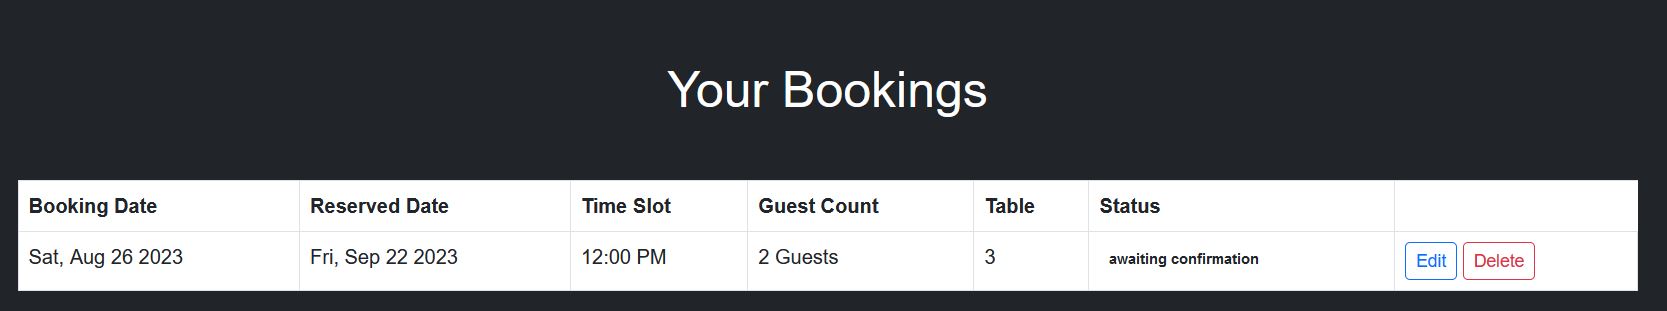 Your Bookings
Booking Date Reserved Date Time Slot Guest Count Table Status
Sat, Aug 26 2023 Fri, Sep 22 2023 12:00 PM 2 Guests 3 awaiting confirmation Edit Delete